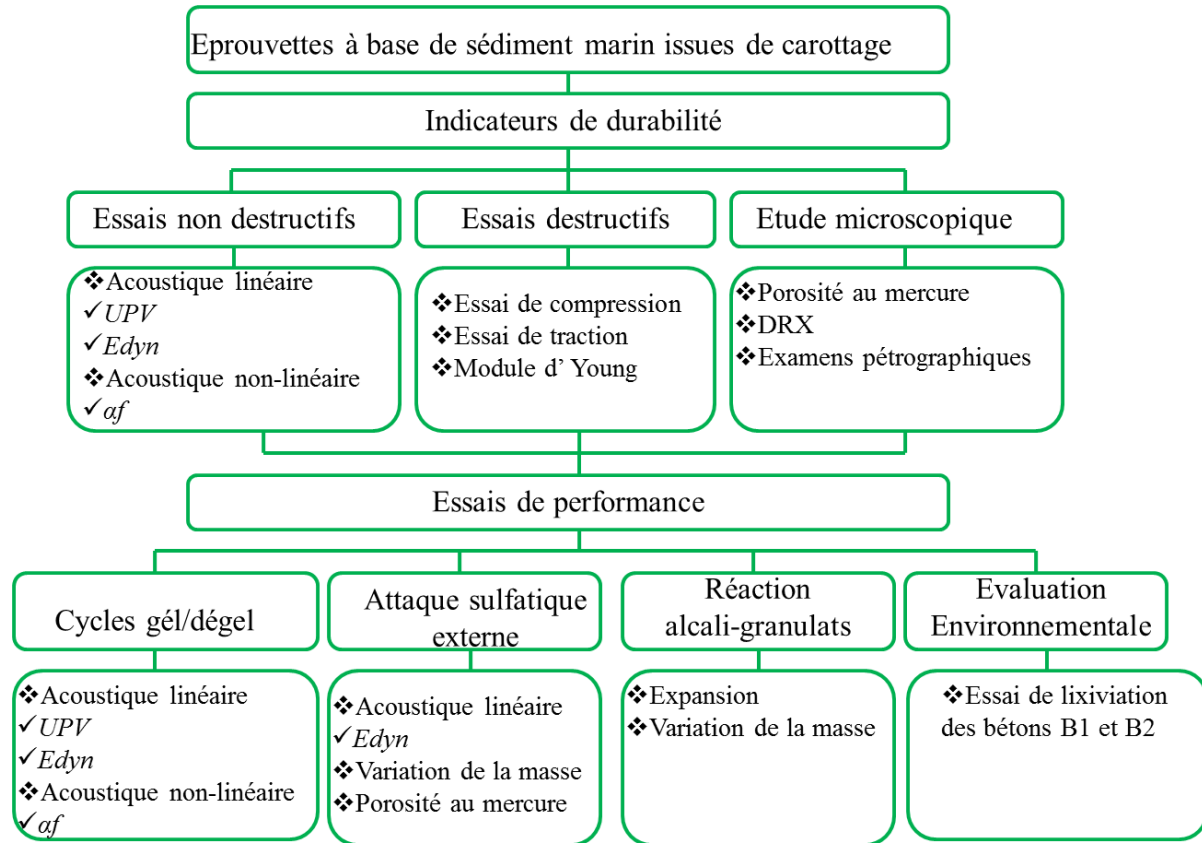 Eprouvettes à base de sédiment marin issues de carottage
Indicateurs de durabilité
Essais non destructifs
❖Acoustique linéaire
✓UPV
✓Edyn
❖Acoustique non-linéaire
✓αf
Essais destructifs
❖Essai de compression
❖Essai de traction
❖Module d’ Young
Etude microscopique
❖Porosité au mercure
❖DRX
❖Examens pétrographiques
Essais de performance
Cycles gél/dégel
❖Acoustique linéaire
✓UPV
✓Edyn
❖Acoustique non-linéaire
✓αf
Attaque sulfatique
externe
❖Acoustique linéaire
✓Edyn
❖Variation de la masse
❖Porosité au mercure
Réaction
alcali-granulats
❖Expansion
❖Variation de la masse
Evaluation
Environnementale
❖Essai de lixiviation
des bétons B1 et B2